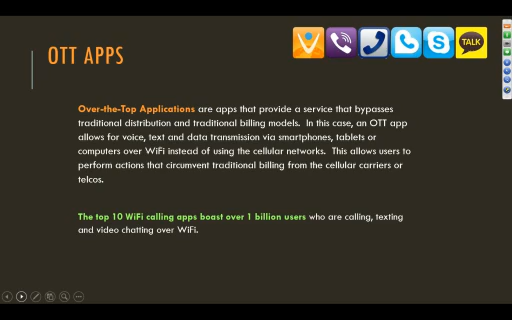 OTT APPS
TALK
Over-the-Top Applications are apps that provide a service that bypasses
traditional distribution and traditional billing models. In this case, an OTT app
allows for voice, text and data transmission via smartphones, tablets or
computers over WiFi instead of using the cellular networks. This allows users to
perform actions that circumvent traditional billing from the cellular carriers or
telcos.
The top 10 WiFi calling apps boast over 1 billion users who are calling, texting
and video chatting over WiFi.